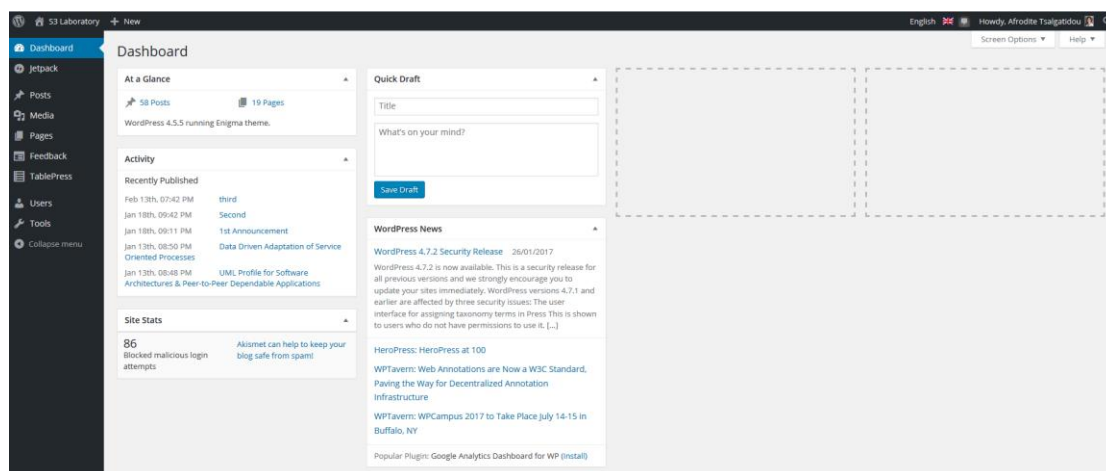 S3 Laboratory + New English Howdy, Afrodite Tsalgatidou
Screen Options ▼ Help ▼
Dashboard
Jetpack
Posts
Media
Pages
Feedback
TablePress
Users
Tools
Collapse menu
Dashboard
At a Glance
58 Posts 19 Pages
WordPress 4.5.5 running Enigma theme.
Activity
Recently Published
Feb 13th, 07:42 PM third
Jan 18th, 09:42 PM Second
Jan 18th, 09:11 PM 1st Announcement
Jan 13th, 08:50 PM Data Driven Adaptation of Service
Oriented Processes
Jan 13th, 08:48 PM UML Profile for Software
Architectures & Peer-to-Peer Dependable Applications
Site Stats
86
Blocked malicious login
attempts
Akismet can help to keep your
blog safe from spam!
Quick Draft
Title
What's on your mind?
Save Draft
WordPress News
WordPress 4.7.2 Security Release 26/01/2017
WordPress 4.7.2 is now available. This is a security release for
all previous versions and we strongly encourage you to
update your sites immediately. WordPress versions 4.7.1 and
earlier are affected by three security issues: The user
interface for assigning taxonomy terms in Press This is shown
to users who do not have permissions to use it. [...]
HeroPress: HeroPress at 100
WPTavern: Web Annotations are Now a W3C Standard,
Paving the Way for Decentralized Annotation
Infrastructure
WPTavern: WPCampus 2017 to Take Place July 14-15 in
Buffalo, NY
Popular Plugin: Google Analytics Dashboard for WP (Install)